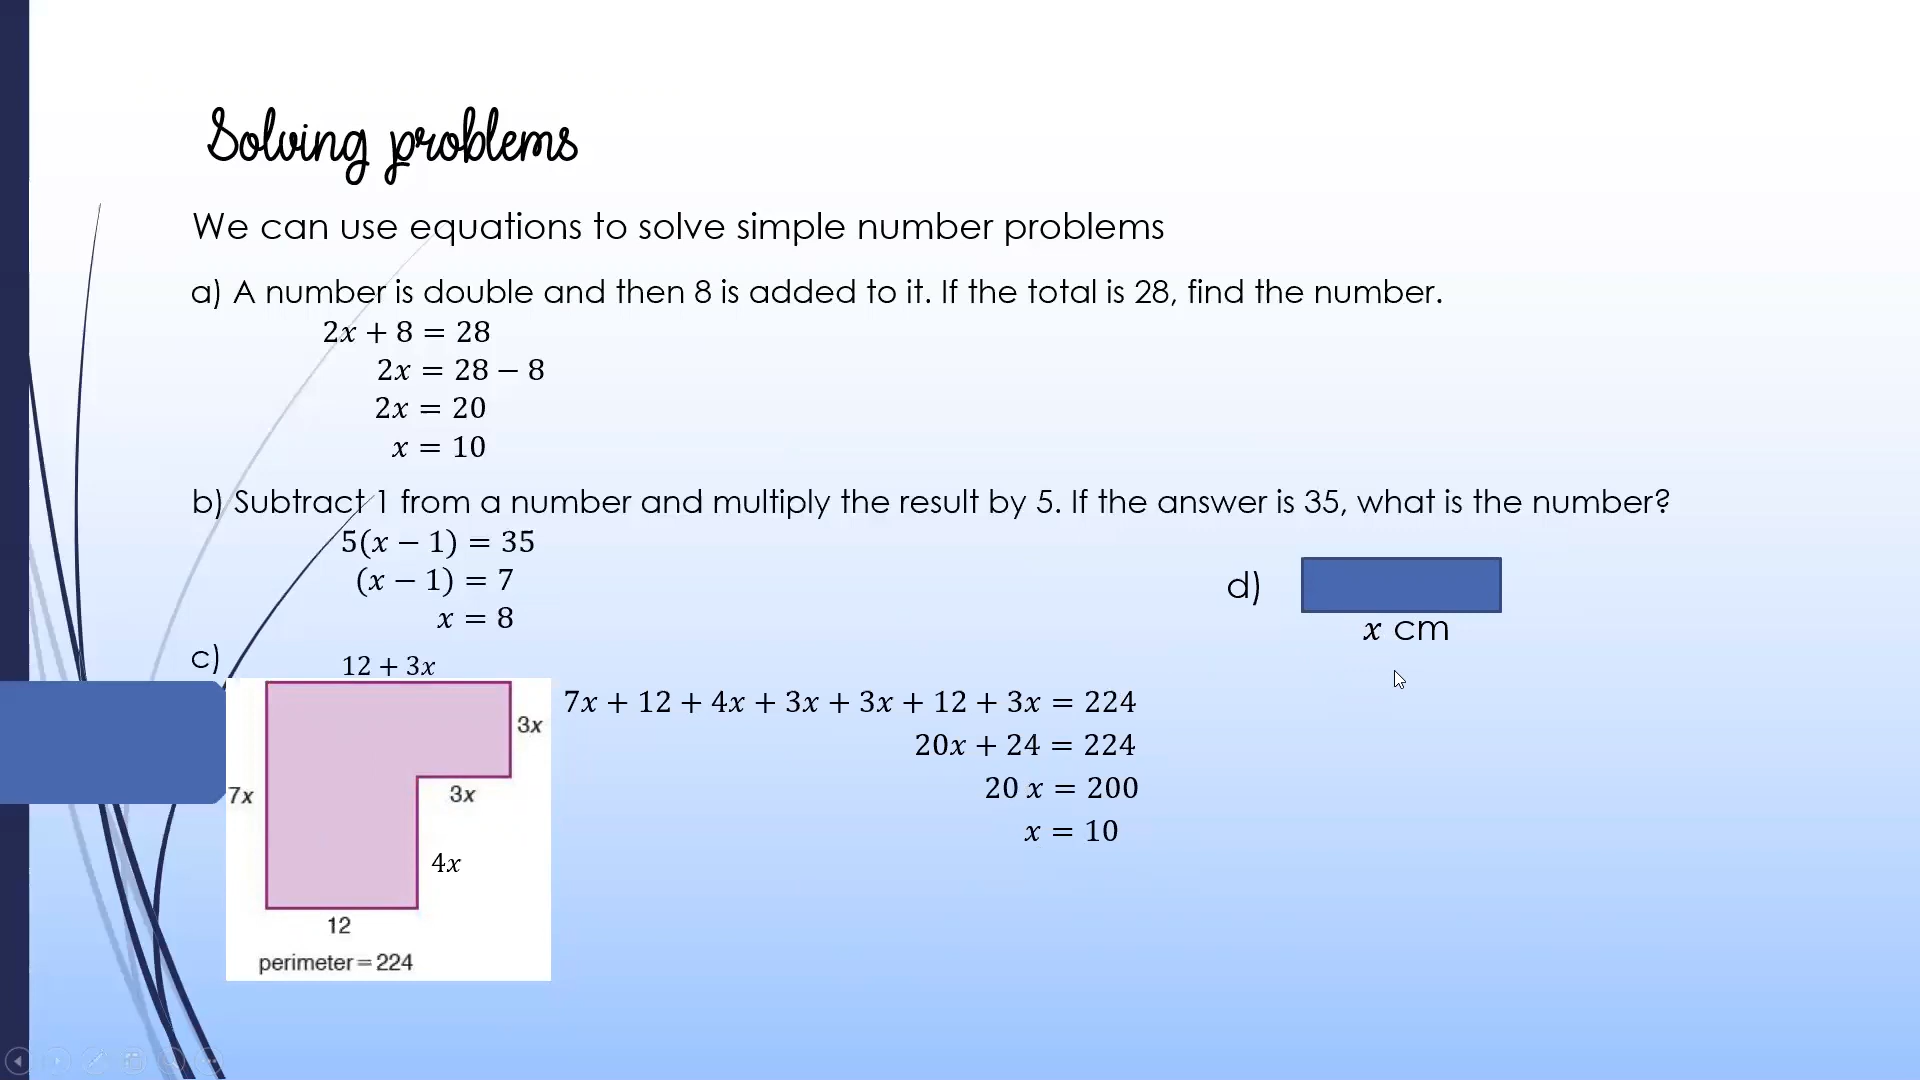 Solving problems
We can use equations to solve simple number problems
a) A number is double and then 8 is added to it. If the total is 28, find the number.
2x + 8 = 28
2x = 28 − 8
2x = 20
x = 10
b) Subtract 1 from a number and multiply the result by 5. If the answer is 35, what is the number?
5(x − 1) = 35
(x − 1) = 7
x = 8
c)
12 + 3x
3x
3x
7x
4x
12
perimeter = 224
7x + 12 + 4x + 3x + 3x + 12 + 3x = 224
20x + 24 = 224
20 x = 200
x = 10
d)
x cm